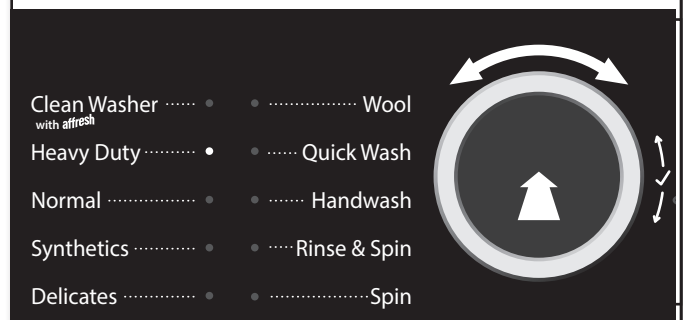 Clean Washer
with affresh
Heavy Duty
Normal
Synthetics
Delicates
Wool
Quick Wash
Handwash
Rinse & Spin
Spin